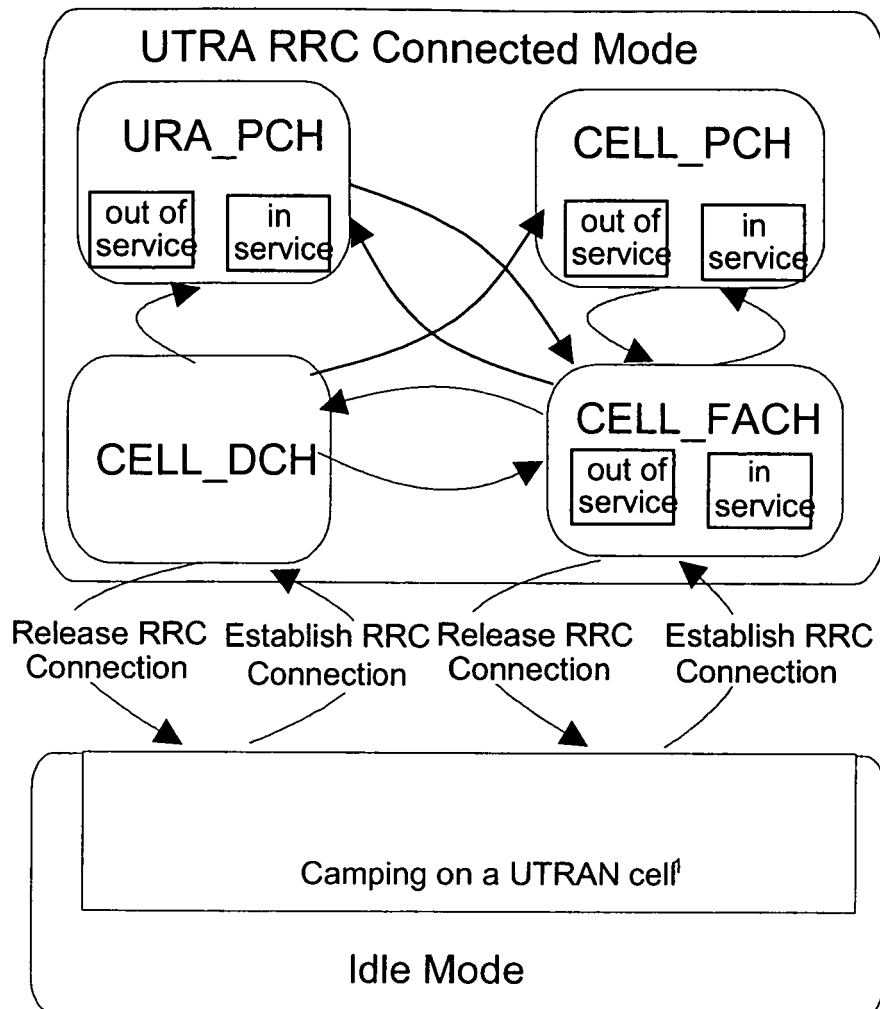 UTRA RRC Connected Mode
URA_PCH
out of
service
in
service
CELL_PCH
out of
service
in
service
CELL_DCH
CELL_FACH
out of
service
in
service
Release RRC
Connection
Establish RRC
Connection
Release RRC
Connection
Establish RRC
Connection
Camping on a UTRAN cell¹
Idle Mode